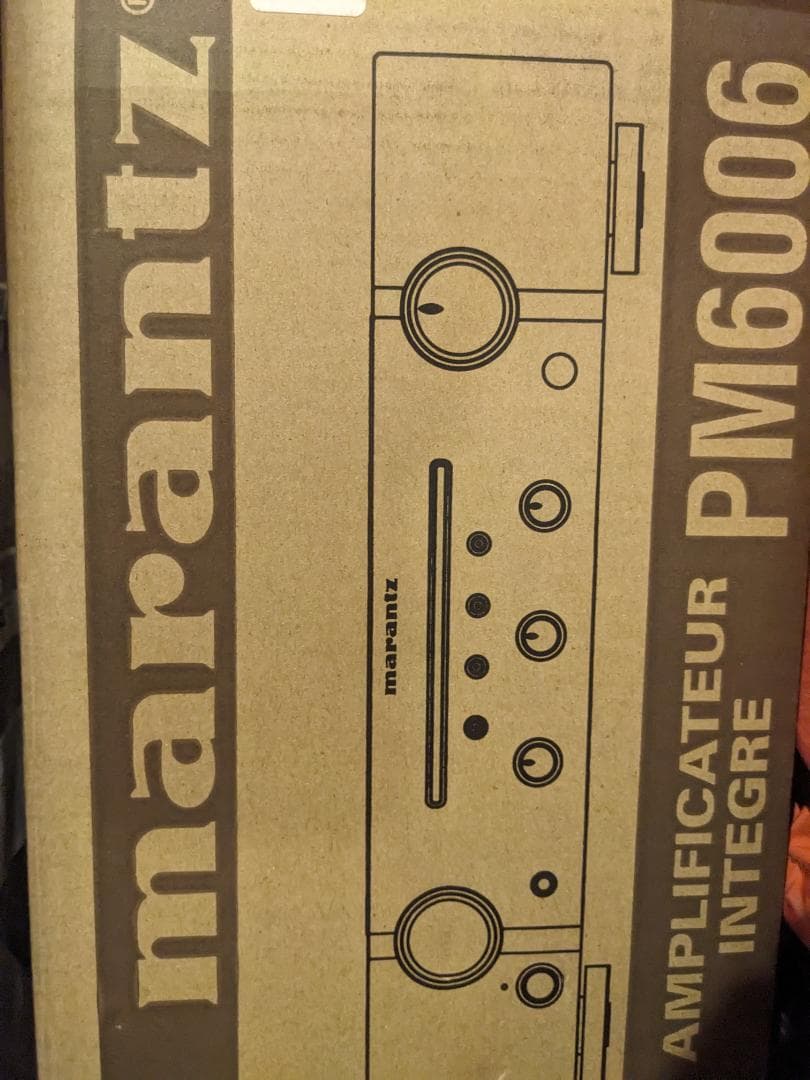 marantz®
marantz
AMPLIFICATEUR
INTEGRE
PM6006